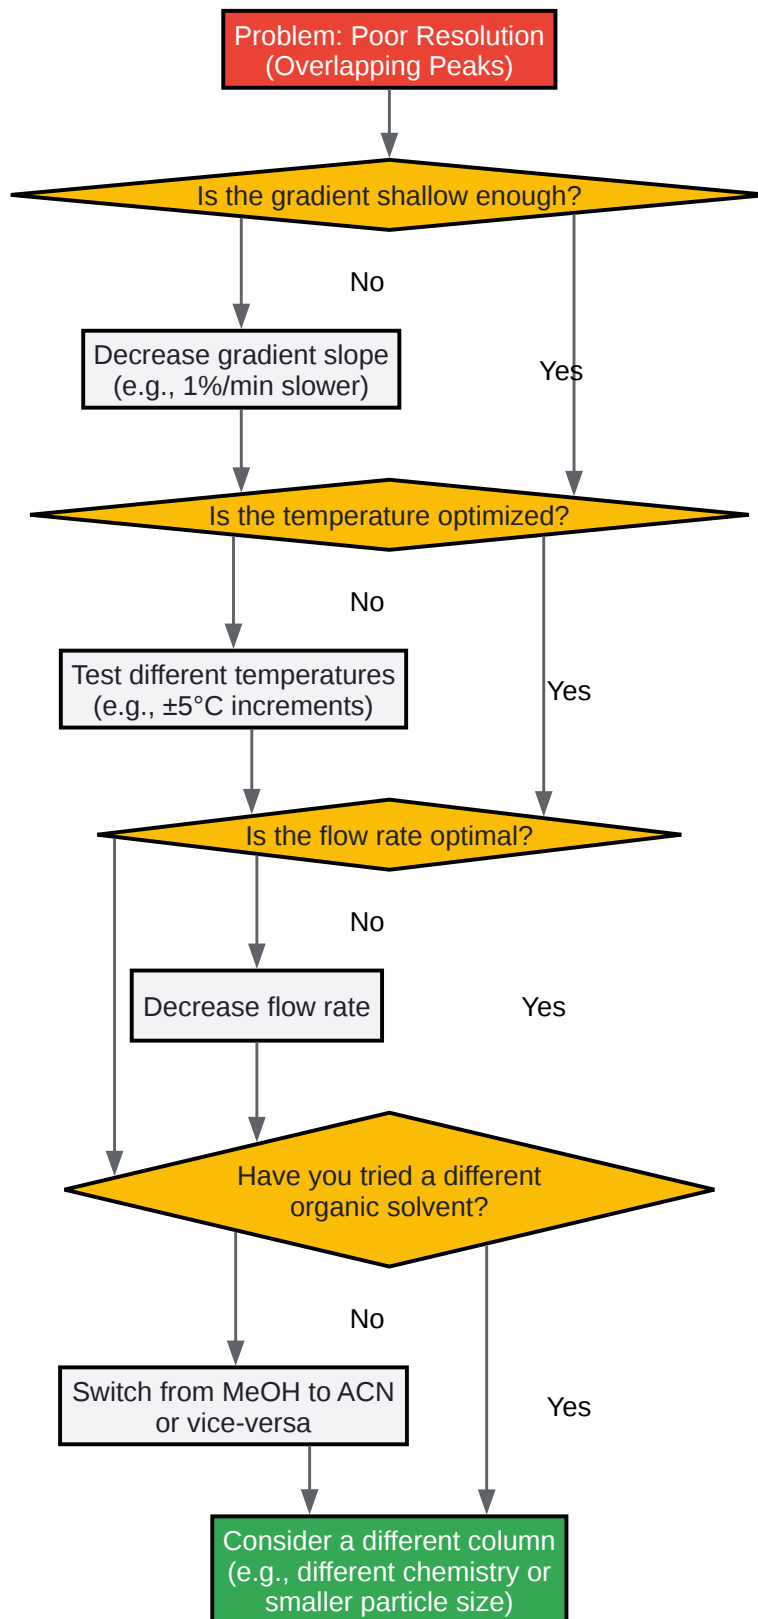 Problem: Poor Resolution
(Overlapping Peaks)
Is the gradient shallow enough?
No
Decrease gradient slope
(e.g., 1%/min slower)
Yes
Is the temperature optimized?
No
Test different temperatures
(e.g., ±5°C increments)
Yes
Is the flow rate optimal?
No
Decrease flow rate
Yes
Have you tried a different
organic solvent?
No
Switch from MeOH to ACN
or vice-versa
Yes
Consider a different column
(e.g., different chemistry or
smaller particle size)